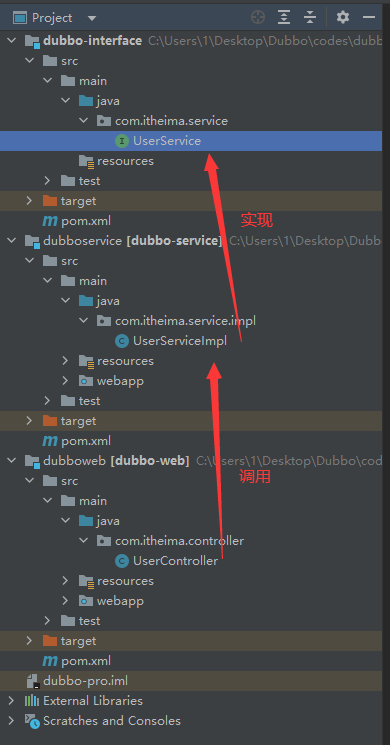 Project
dubbo-interface C:\Users\1\Desktop\Dubbo\codes\dubb
src
main
java
com.itheima.service
UserService
resources
test
target
pom.xml
实现
dubboservice [dubbo-service] C:\Users\1\Desktop\Dubb
src
main
java
com.itheima.service.impl
UserServiceImpl
resources
webapp
test
target
pom.xml
dubboweb [dubbo-web] C:\Users\1\Desktop\Dubbo\cod
调用
src
main
java
com.itheima.controller
UserController
resources
webapp
test
target
pom.xml
dubbo-pro.iml
External Libraries
Scratches and Consoles